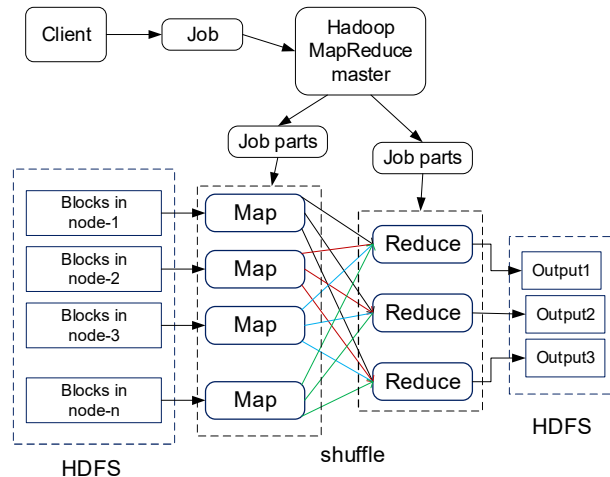 Client
Job
Hadoop
MapReduce
master
Job parts
Job parts
Blocks in
node-1
Blocks in
node-2
Blocks in
node-3
Blocks in
node-n
Map
Map
Map
Map
Reduce
Reduce
Reduce
Output1
Output2
Output3
HDFS
shuffle
HDFS